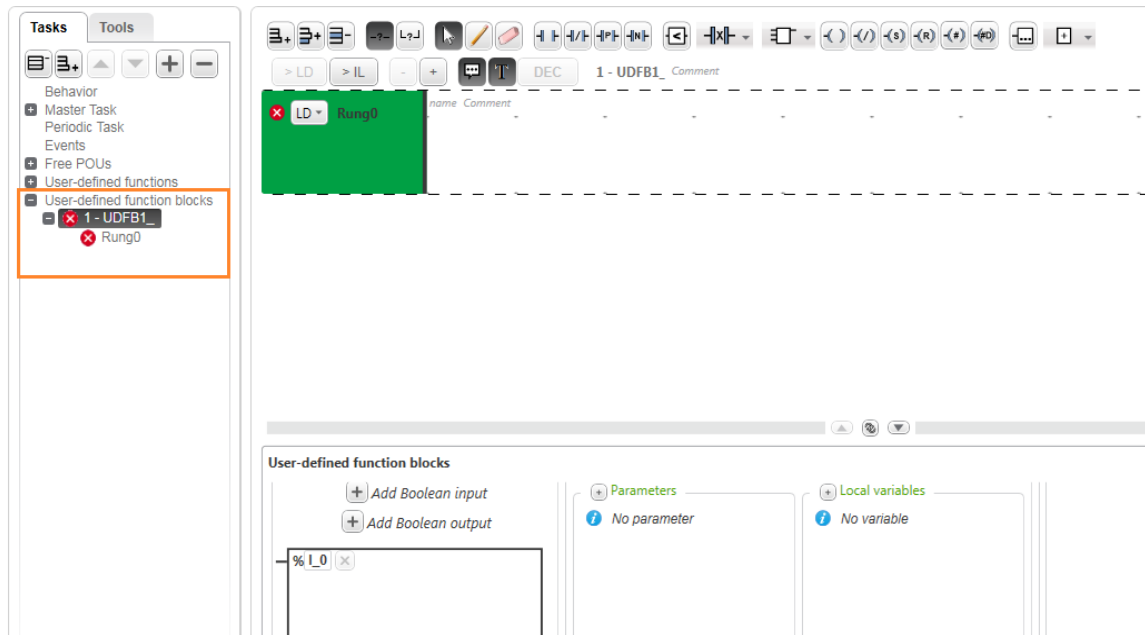 Tasks Tools
Behavior
Master Task
Periodic Task
Events
Free POUs
User-defined functions
User-defined function blocks
1 - UDFB1_
Rung0
> LD > IL - + T DEC 1 - UDFB1_ Comment
LD Rung0 name Comment
User-defined function blocks
Add Boolean input
Add Boolean output
% I_0
Parameters
No parameter
Local variables
No variable